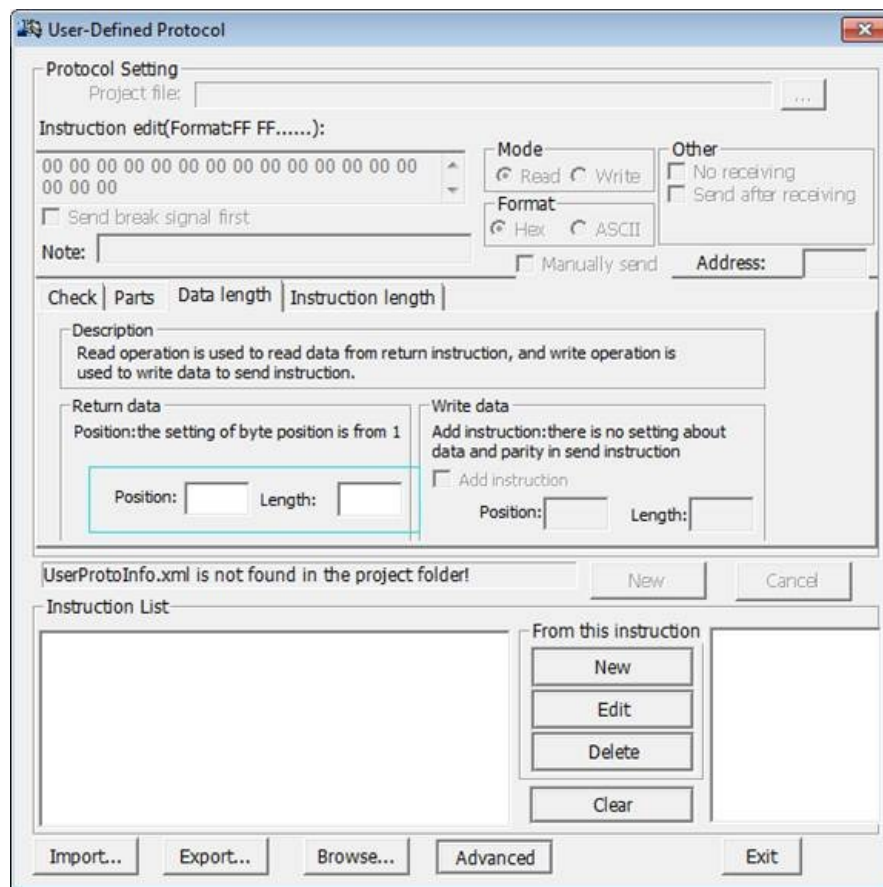 User-Defined Protocol
Protocol Setting
Project file:
...
Instruction edit(Format:FF FF......):
00 00 00 00 00 00 00 00 00 00 00 00 00 00
00 00 00
Send break signal first
Note:
Mode
Read
Write
Format
Hex
ASCII
Other
No receiving
Send after receiving
Manually send
Address:
Check
Parts
Data length
Instruction length
Description
Read operation is used to read data from return instruction, and write operation is
used to write data to send instruction.
Return data
Position:the setting of byte position is from 1
Position:
Length:
Write data
Add instruction:there is no setting about
data and parity in send instruction
Add instruction
Position:
Length:
UserProtoInfo.xml is not found in the project folder!
New
Cancel
Instruction List
From this instruction
New
Edit
Delete
Clear
Import...
Export...
Browse...
Advanced
Exit